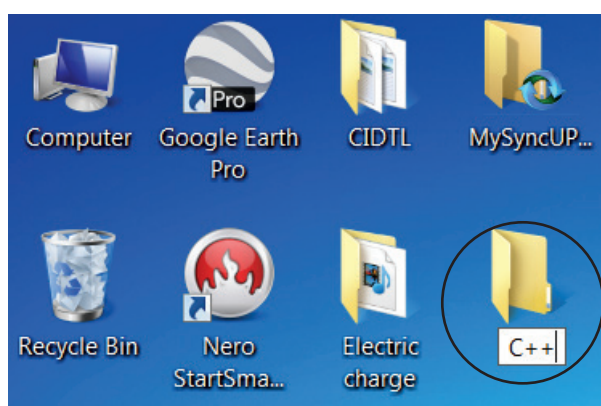 Pro
Computer
Google Earth
Pro
CIDTL
MySyncUP...
Recycle Bin
Nero
StartSma...
Electric
charge
C++